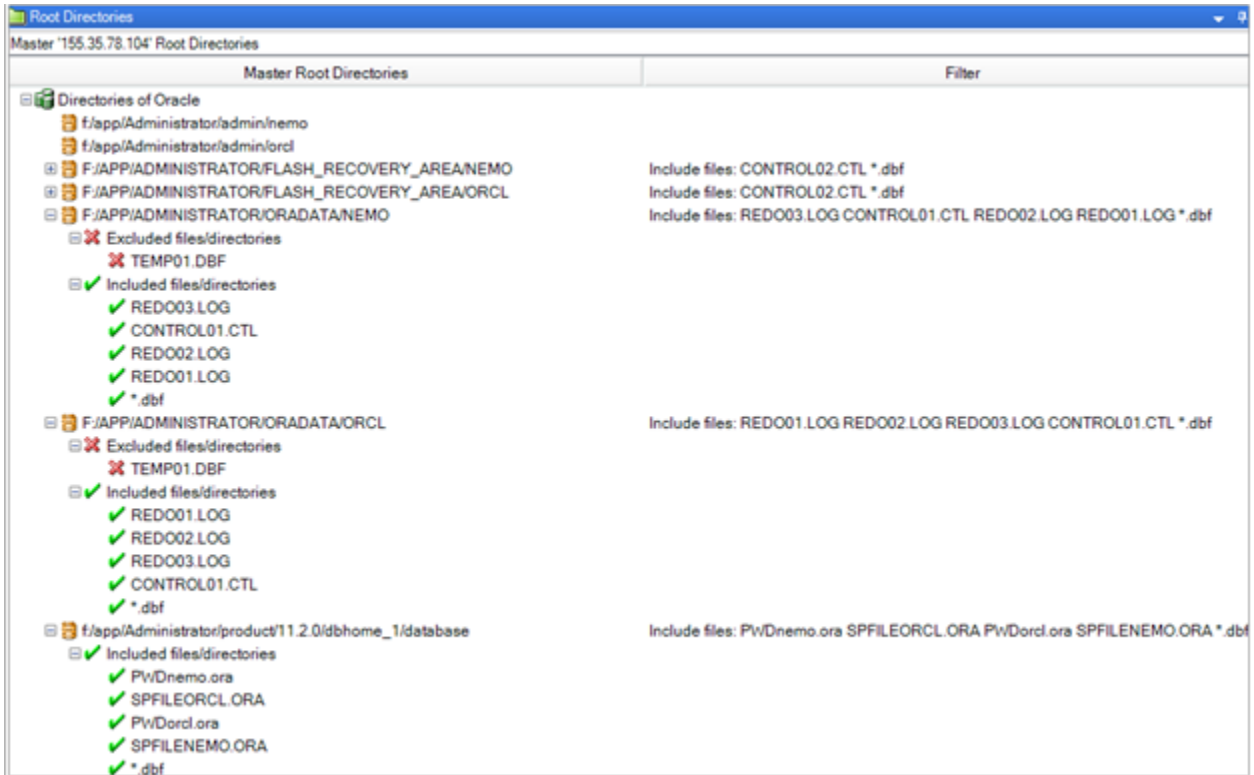 Root Directories
Master '155.35.78.104' Root Directories
Master Root Directories Filter
Directories of Oracle
f:/app/Administrator/admin/nemo
f:/app/Administrator/admin/orcl
F:/APP/ADMINISTRATOR/FLASH_RECOVERY_AREA/NEMO Include files: CONTROL02.CTL *.dbf
F:/APP/ADMINISTRATOR/FLASH_RECOVERY_AREA/ORCL Include files: CONTROL02.CTL *.dbf
F:/APP/ADMINISTRATOR/ORADATA/NEMO Include files: REDO03.LOG CONTROL01.CTL REDO02.LOG REDO01.LOG *.dbf
Excluded files/directories
TEMP01.DBF
Included files/directories
REDO03.LOG
CONTROL01.CTL
REDO02.LOG
REDO01.LOG
*.dbf
F:/APP/ADMINISTRATOR/ORADATA/ORCL Include files: REDO01.LOG REDO02.LOG REDO03.LOG CONTROL01.CTL *.dbf
Excluded files/directories
TEMP01.DBF
Included files/directories
REDO01.LOG
REDO02.LOG
REDO03.LOG
CONTROL01.CTL
*.dbf
f:/app/Administrator/product/11.2.0/dbhome_1/database Include files: PWDnemo.ora SPFILEORCL.ORA PWDorcl.ora SPFILENEMO.ORA *.dbf
Included files/directories
PWDnemo.ora
SPFILEORCL.ORA
PWDorcl.ora
SPFILENEMO.ORA
*.dbf